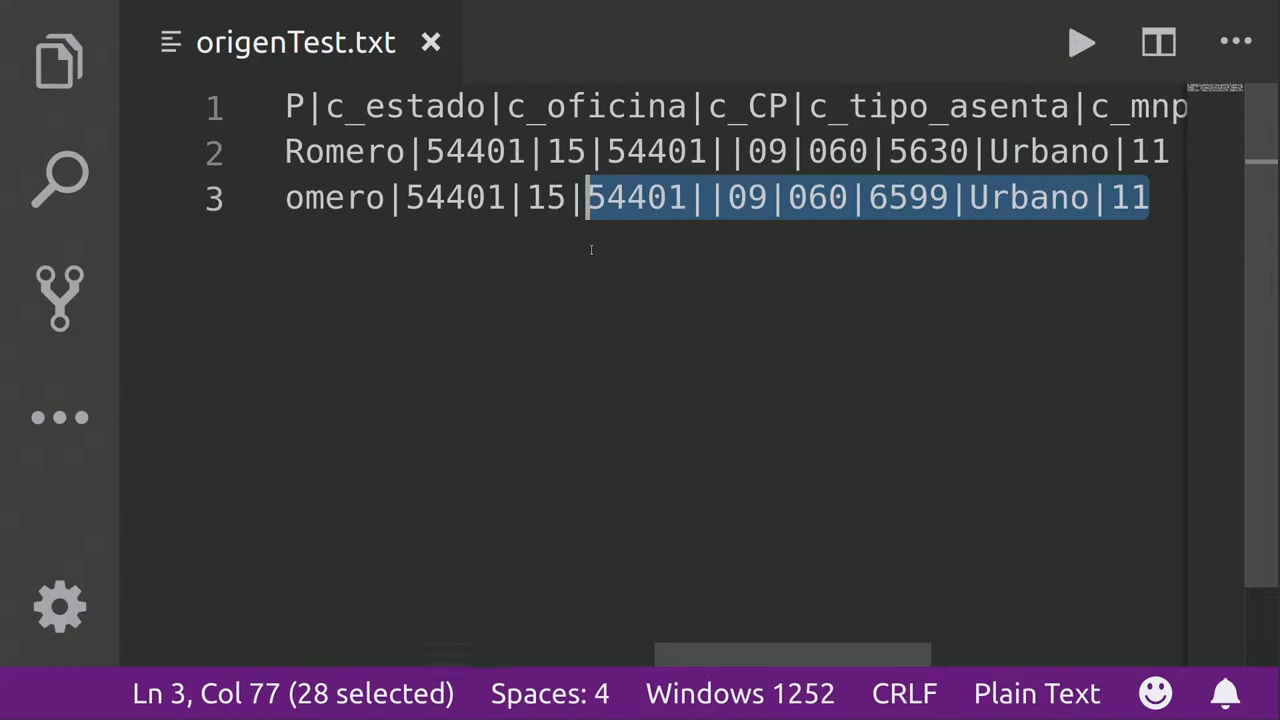 origenTest.txt
1 P|c_estado|c_oficina|c_CP|c_tipo_asenta|c_mnp
2 Romero|54401|15|54401||09|060|5630|Urbano|11
3 omero|54401|15|54401||09|060|6599|Urbano|11
Ln 3, Col 77 (28 selected) Spaces: 4 Windows 1252 CRLF Plain Text